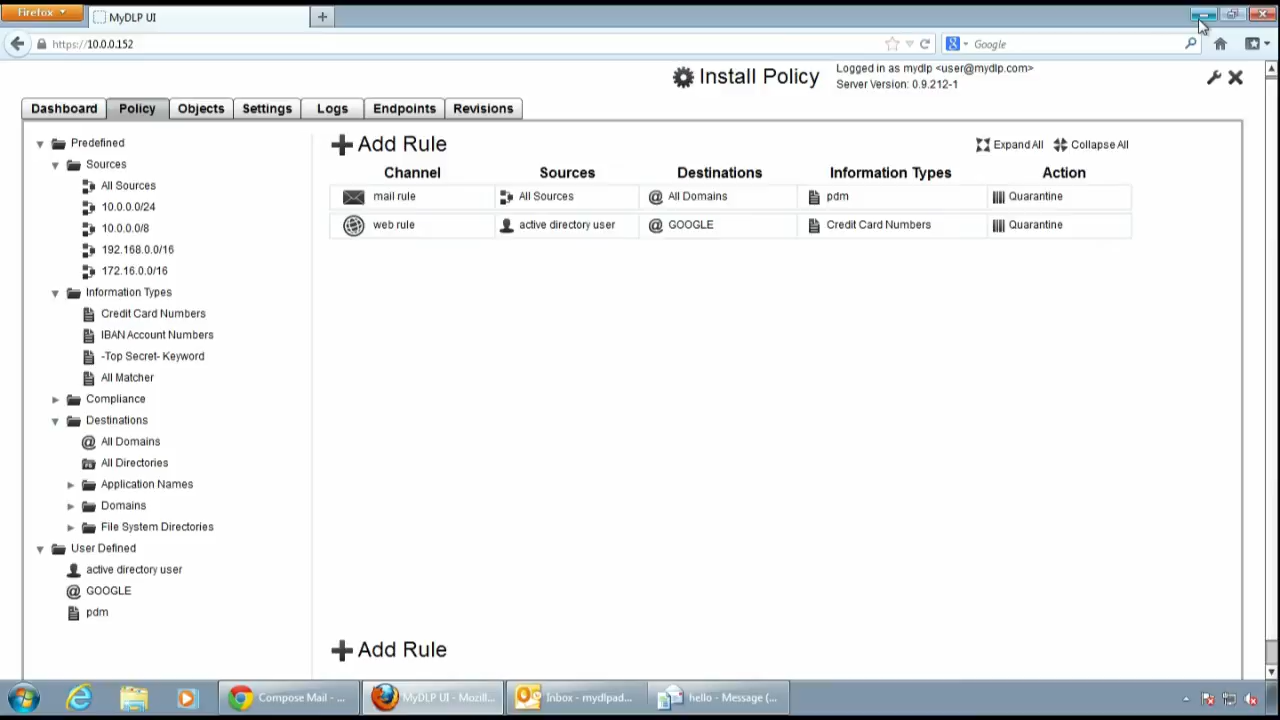 Firefox
MyDLP UI
https://10.0.0.152
Google
Install Policy
Logged in as mydlp <user@mydlp.com>
Server Version: 0.9.212-1
Dashboard Policy Objects Settings Logs Endpoints Revisions
Predefined
Sources
All Sources
10.0.0.0/24
10.0.0.0/8
192.168.0.0/16
172.16.0.0/16
Information Types
Credit Card Numbers
IBAN Account Numbers
-Top Secret- Keyword
All Matcher
Compliance
Destinations
All Domains
All Directories
Application Names
Domains
File System Directories
User Defined
active directory user
GOOGLE
pdm
Add Rule
Expand All Collapse All
Channel Sources Destinations Information Types Action
mail rule All Sources All Domains pdm Quarantine
web rule active directory user GOOGLE Credit Card Numbers Quarantine
Add Rule
Compose Mail - ... MyDLP UI - Mozill... Inbox - mydlpad... hello - Message (...